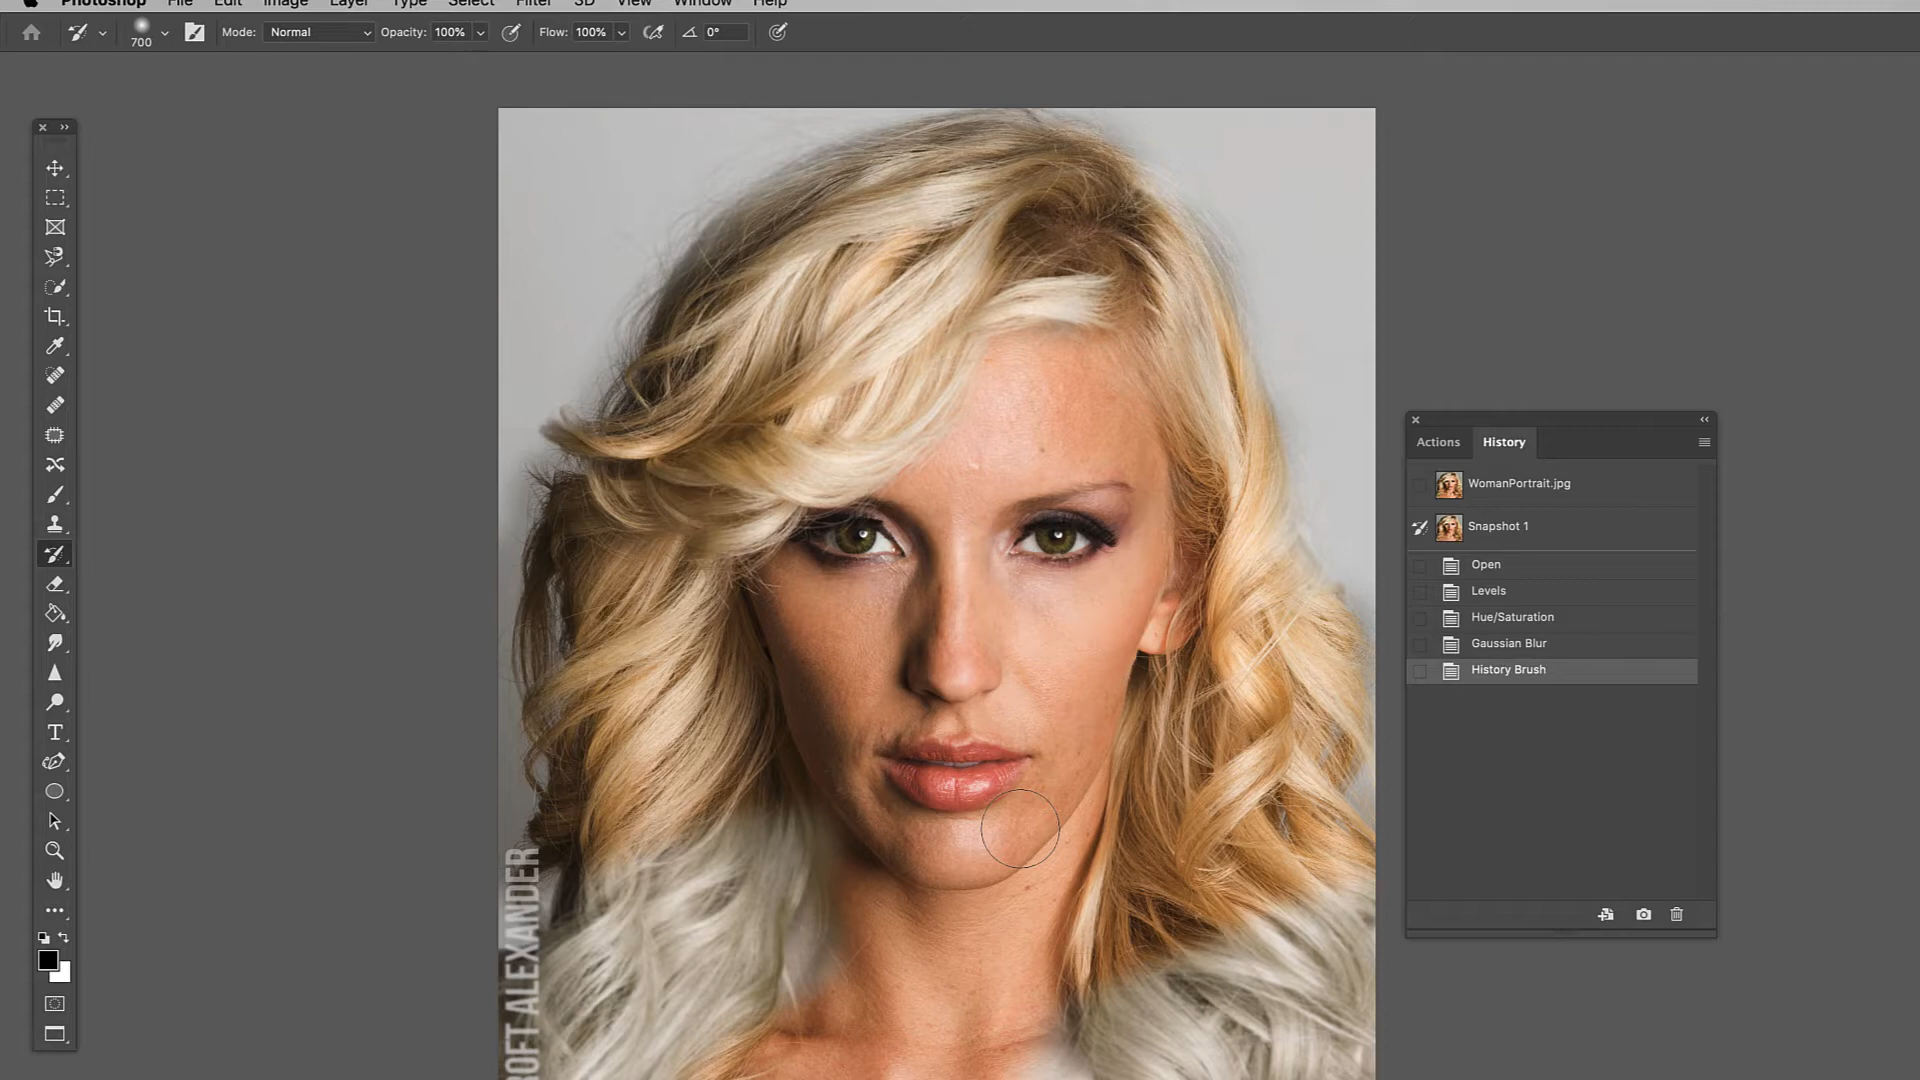 Photoshop File Edit Image Layer Type Select Filter 3D View Window Help
700 Mode: Normal Opacity: 100% Flow: 100% 0°
Actions History
WomanPortrait.jpg
Snapshot 1
Open
Levels
Hue/Saturation
Gaussian Blur
History Brush
OFT ALEXANDER